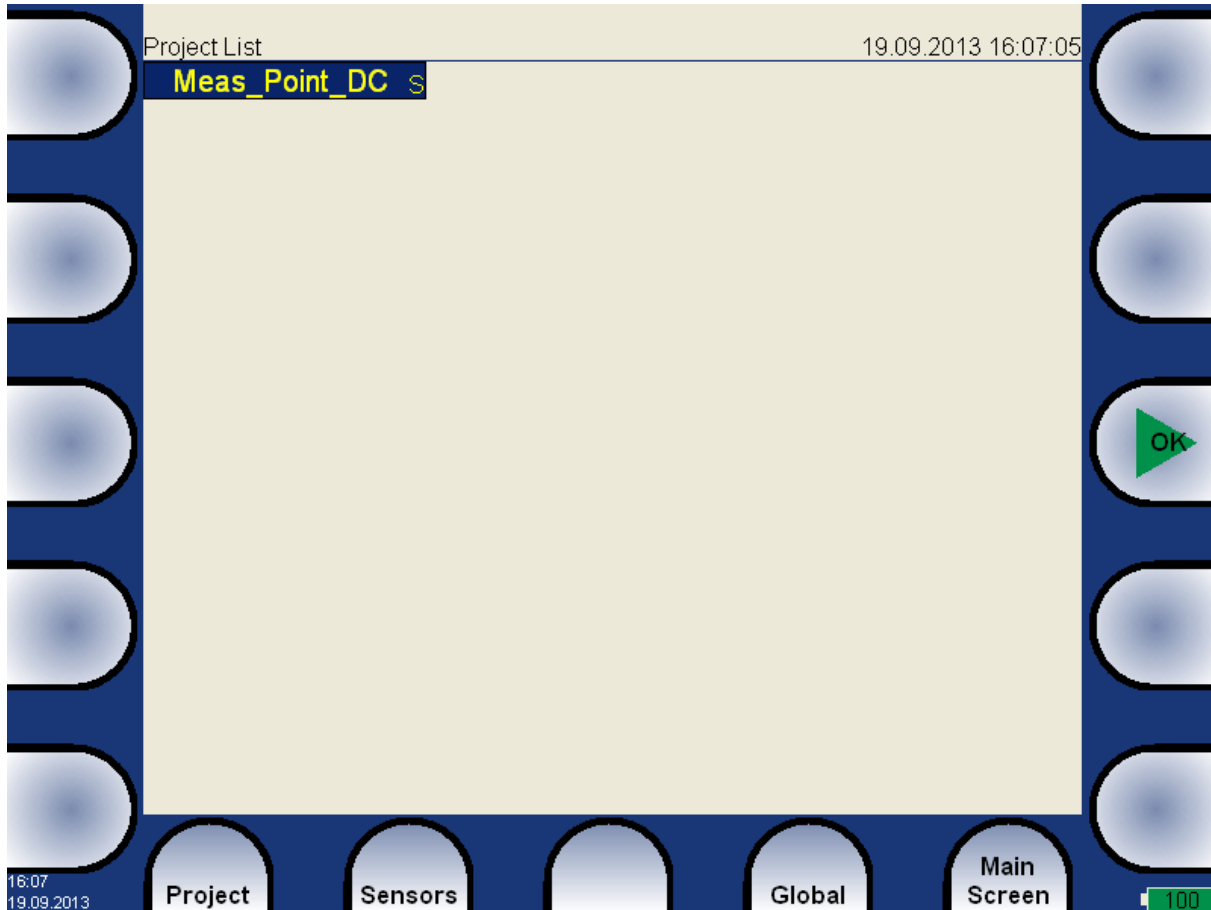 Project List 19.09.2013 16:07:05
Meas_Point_DC S
OK
Project Sensors Global Main Screen
16:07
19.09.2013
100